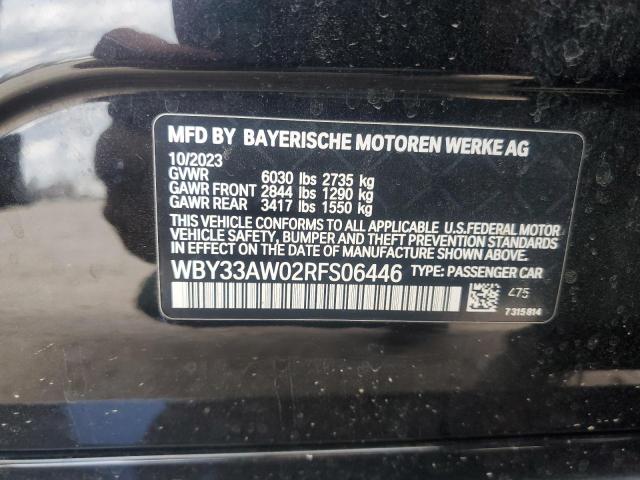 MFD BY BAYERISCHE MOTOREN WERKE AG
10/2023
GVWR 6030 lbs 2735 kg
GAWR FRONT 2844 lbs 1290 kg
GAWR REAR 3417 lbs 1550 kg
THIS VEHICLE CONFORMS TO ALL APPLICABLE U.S.FEDERAL MOTOR
VEHICLE SAFETY, BUMPER AND THEFT PREVENTION STANDARDS IN
EFFECT ON THE DATE OF MANUFACTURE SHOWN ABOVE.
WBY33AW02RFS06446 TYPE: PASSENGER CAR
475
7315814